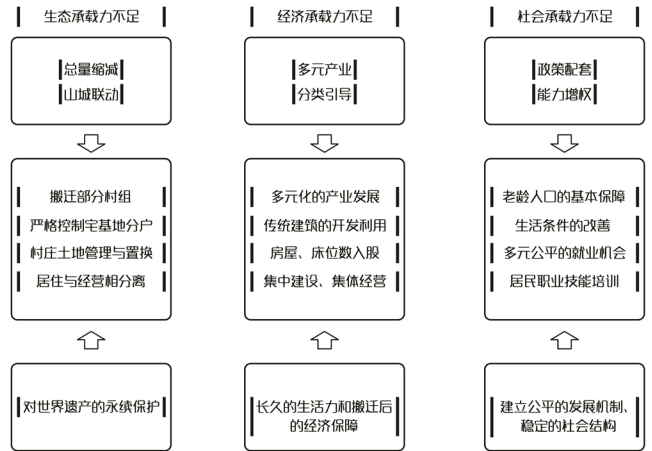 生态承载力不足
经济承载力不足
社会承载力不足
总量缩减
山城联动
多元产业
分类引导
政策配套
能力增权
搬迁部分村组
严格控制宅基地分户
村庄土地管理与置换
居住与经营相分离
多元化的产业发展
传统建筑的开发利用
房屋、床位数入股
集中建设、集体经营
老龄人口的基本保障
生活条件的改善
多元公平的就业机会
居民职业技能培训
对世界遗产的永续保护
长久的生活力和搬迁后
的经济保障
建立公平的发展机制、
稳定的社会结构